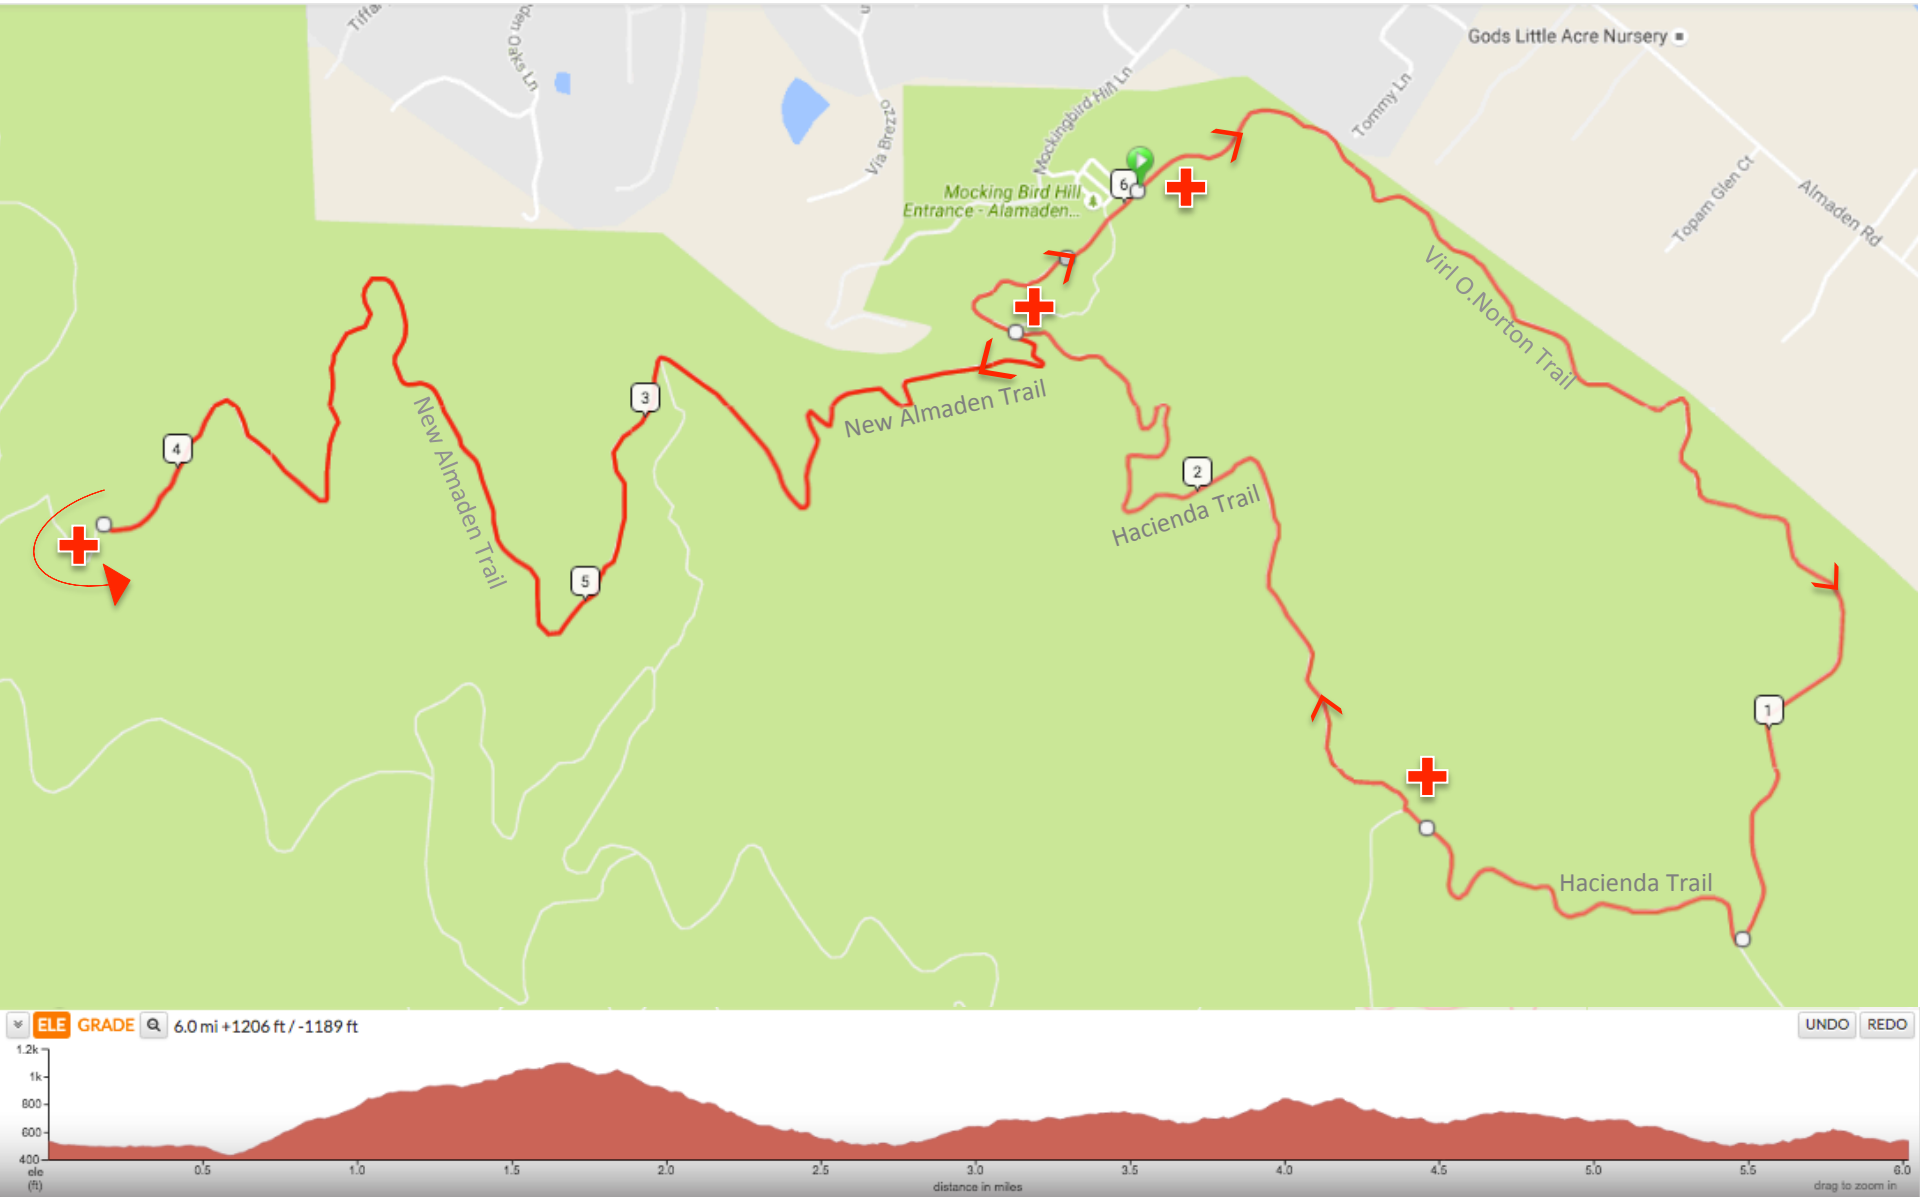 Gods Little Acre Nursery
Oaks Ln
Mockingbird Hill Ln
Tommy Ln
Via Brezzo
Topam Glen Ct
Almaden Rd
6
Mocking Bird Hill
Entrance - Alamaden...
Virl O.Norton Trail
3
New Almaden Trail
4
New Almaden Trail
2
Hacienda Trail
5
1
Hacienda Trail
ELE GRADE 6.0 mi +1206 ft / -1189 ft UNDO REDO
1.2k
1k
800
600
400
ele
(ft)
0.5 1.0 1.5 2.0 2.5 3.0 3.5 4.0 4.5 5.0 5.5 6.0
distance in miles
drag to zoom in